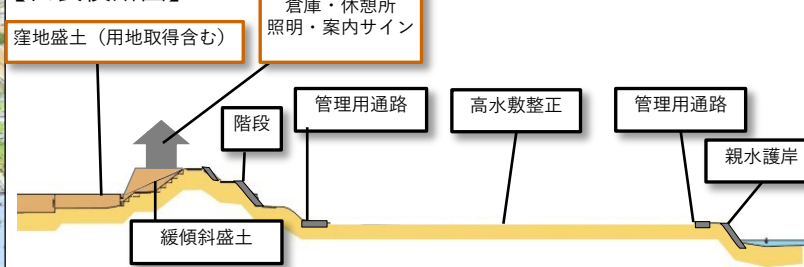 倉庫・休憩所
照明・案内サイン
窪地盛土（用地取得含む）
階段
管理用通路
高水敷整正
管理用通路
親水護岸
緩傾斜盛土